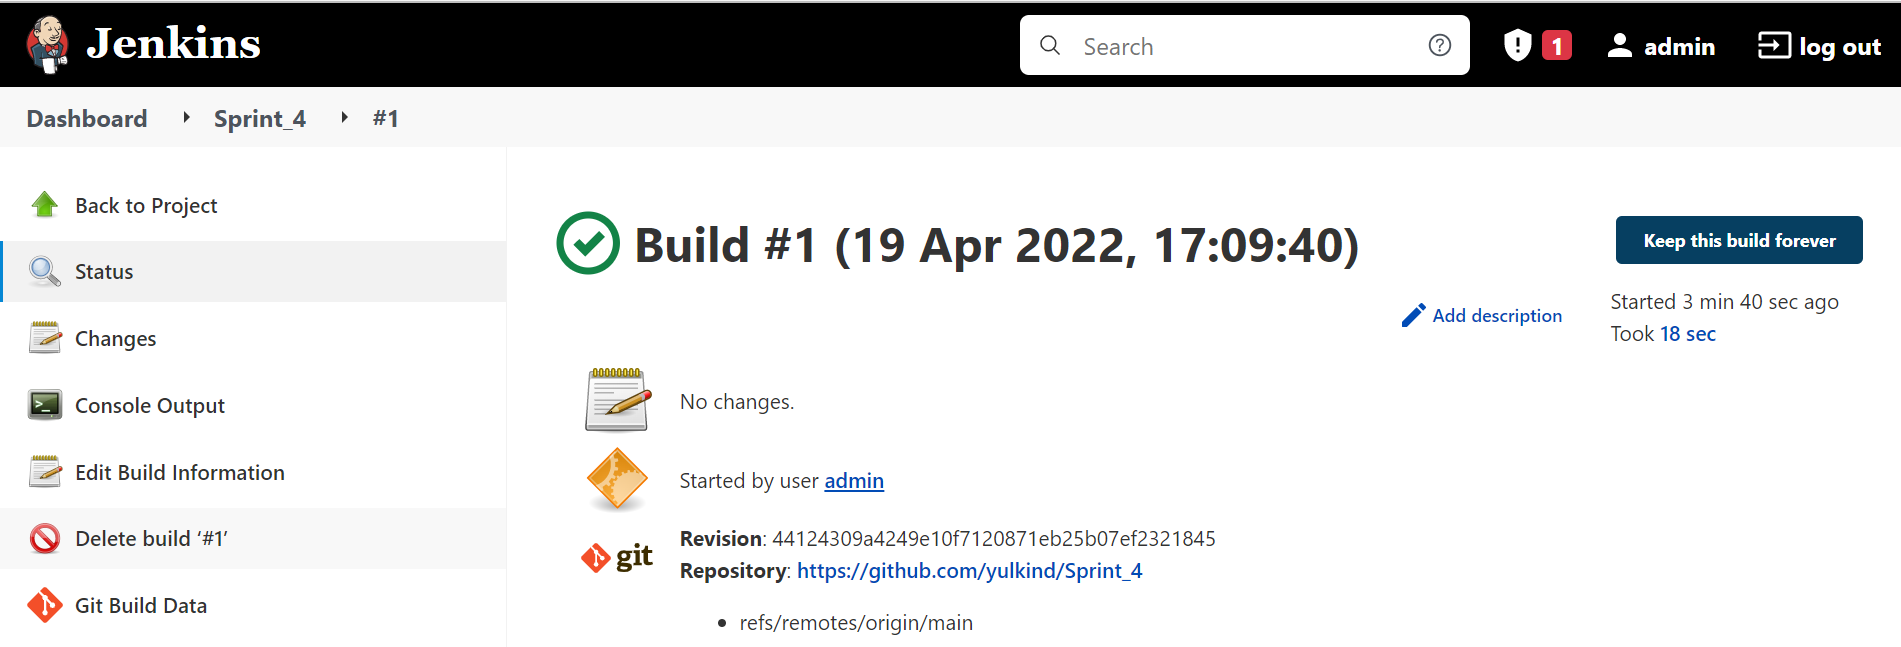 Jenkins
Search
1
admin
log out
Dashboard
Sprint_4
#1
Back to Project
Status
Changes
Console Output
Edit Build Information
Delete build ‘#1’
Git Build Data
Build #1 (19 Apr 2022, 17:09:40)
Keep this build forever
Add description
Started 3 min 40 sec ago
Took 18 sec
No changes.
Started by user admin
git
Revision: 44124309a4249e10f7120871eb25b07ef2321845
Repository: https://github.com/yulkind/Sprint_4
• refs/remotes/origin/main